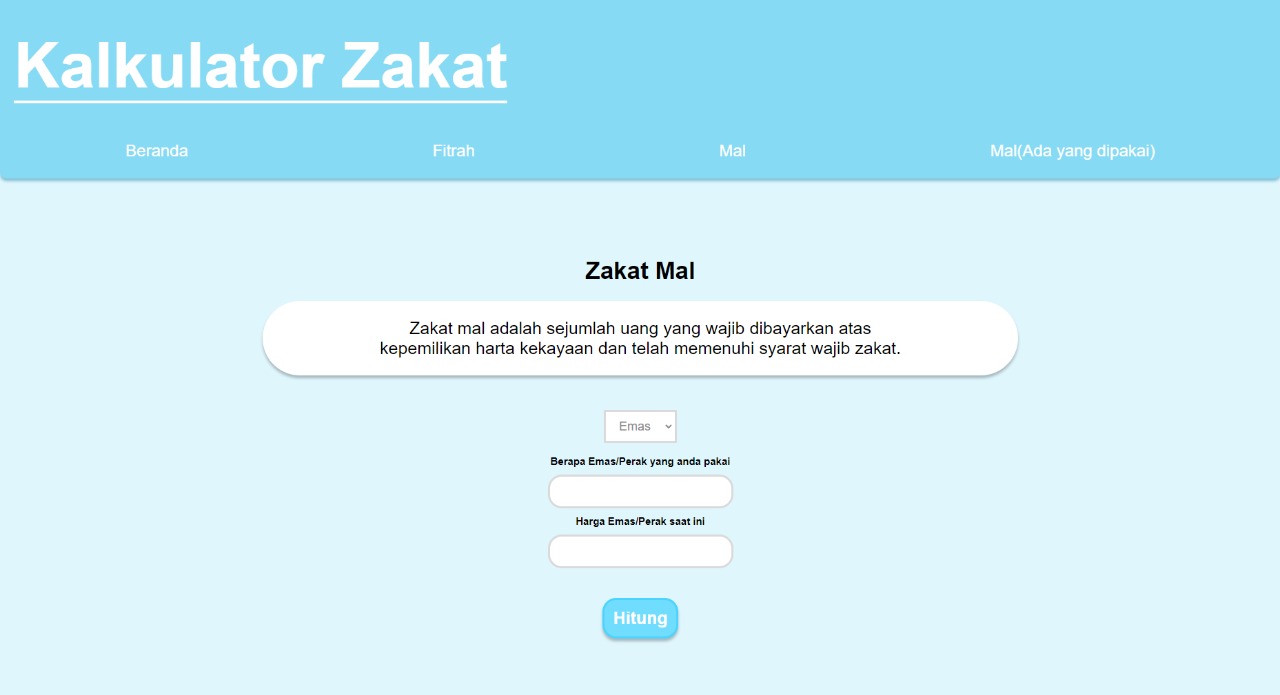 Kalkulator Zakat
Beranda Fitrah Mal Mal(Ada yang dipakai)
Zakat Mal
Zakat mal adalah sejumlah uang yang wajib dibayarkan atas
kepemilikan harta kekayaan dan telah memenuhi syarat wajib zakat.
Emas
Berapa Emas/Perak yang anda pakai
Harga Emas/Perak saat ini
Hitung